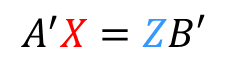 A′X = ZB′